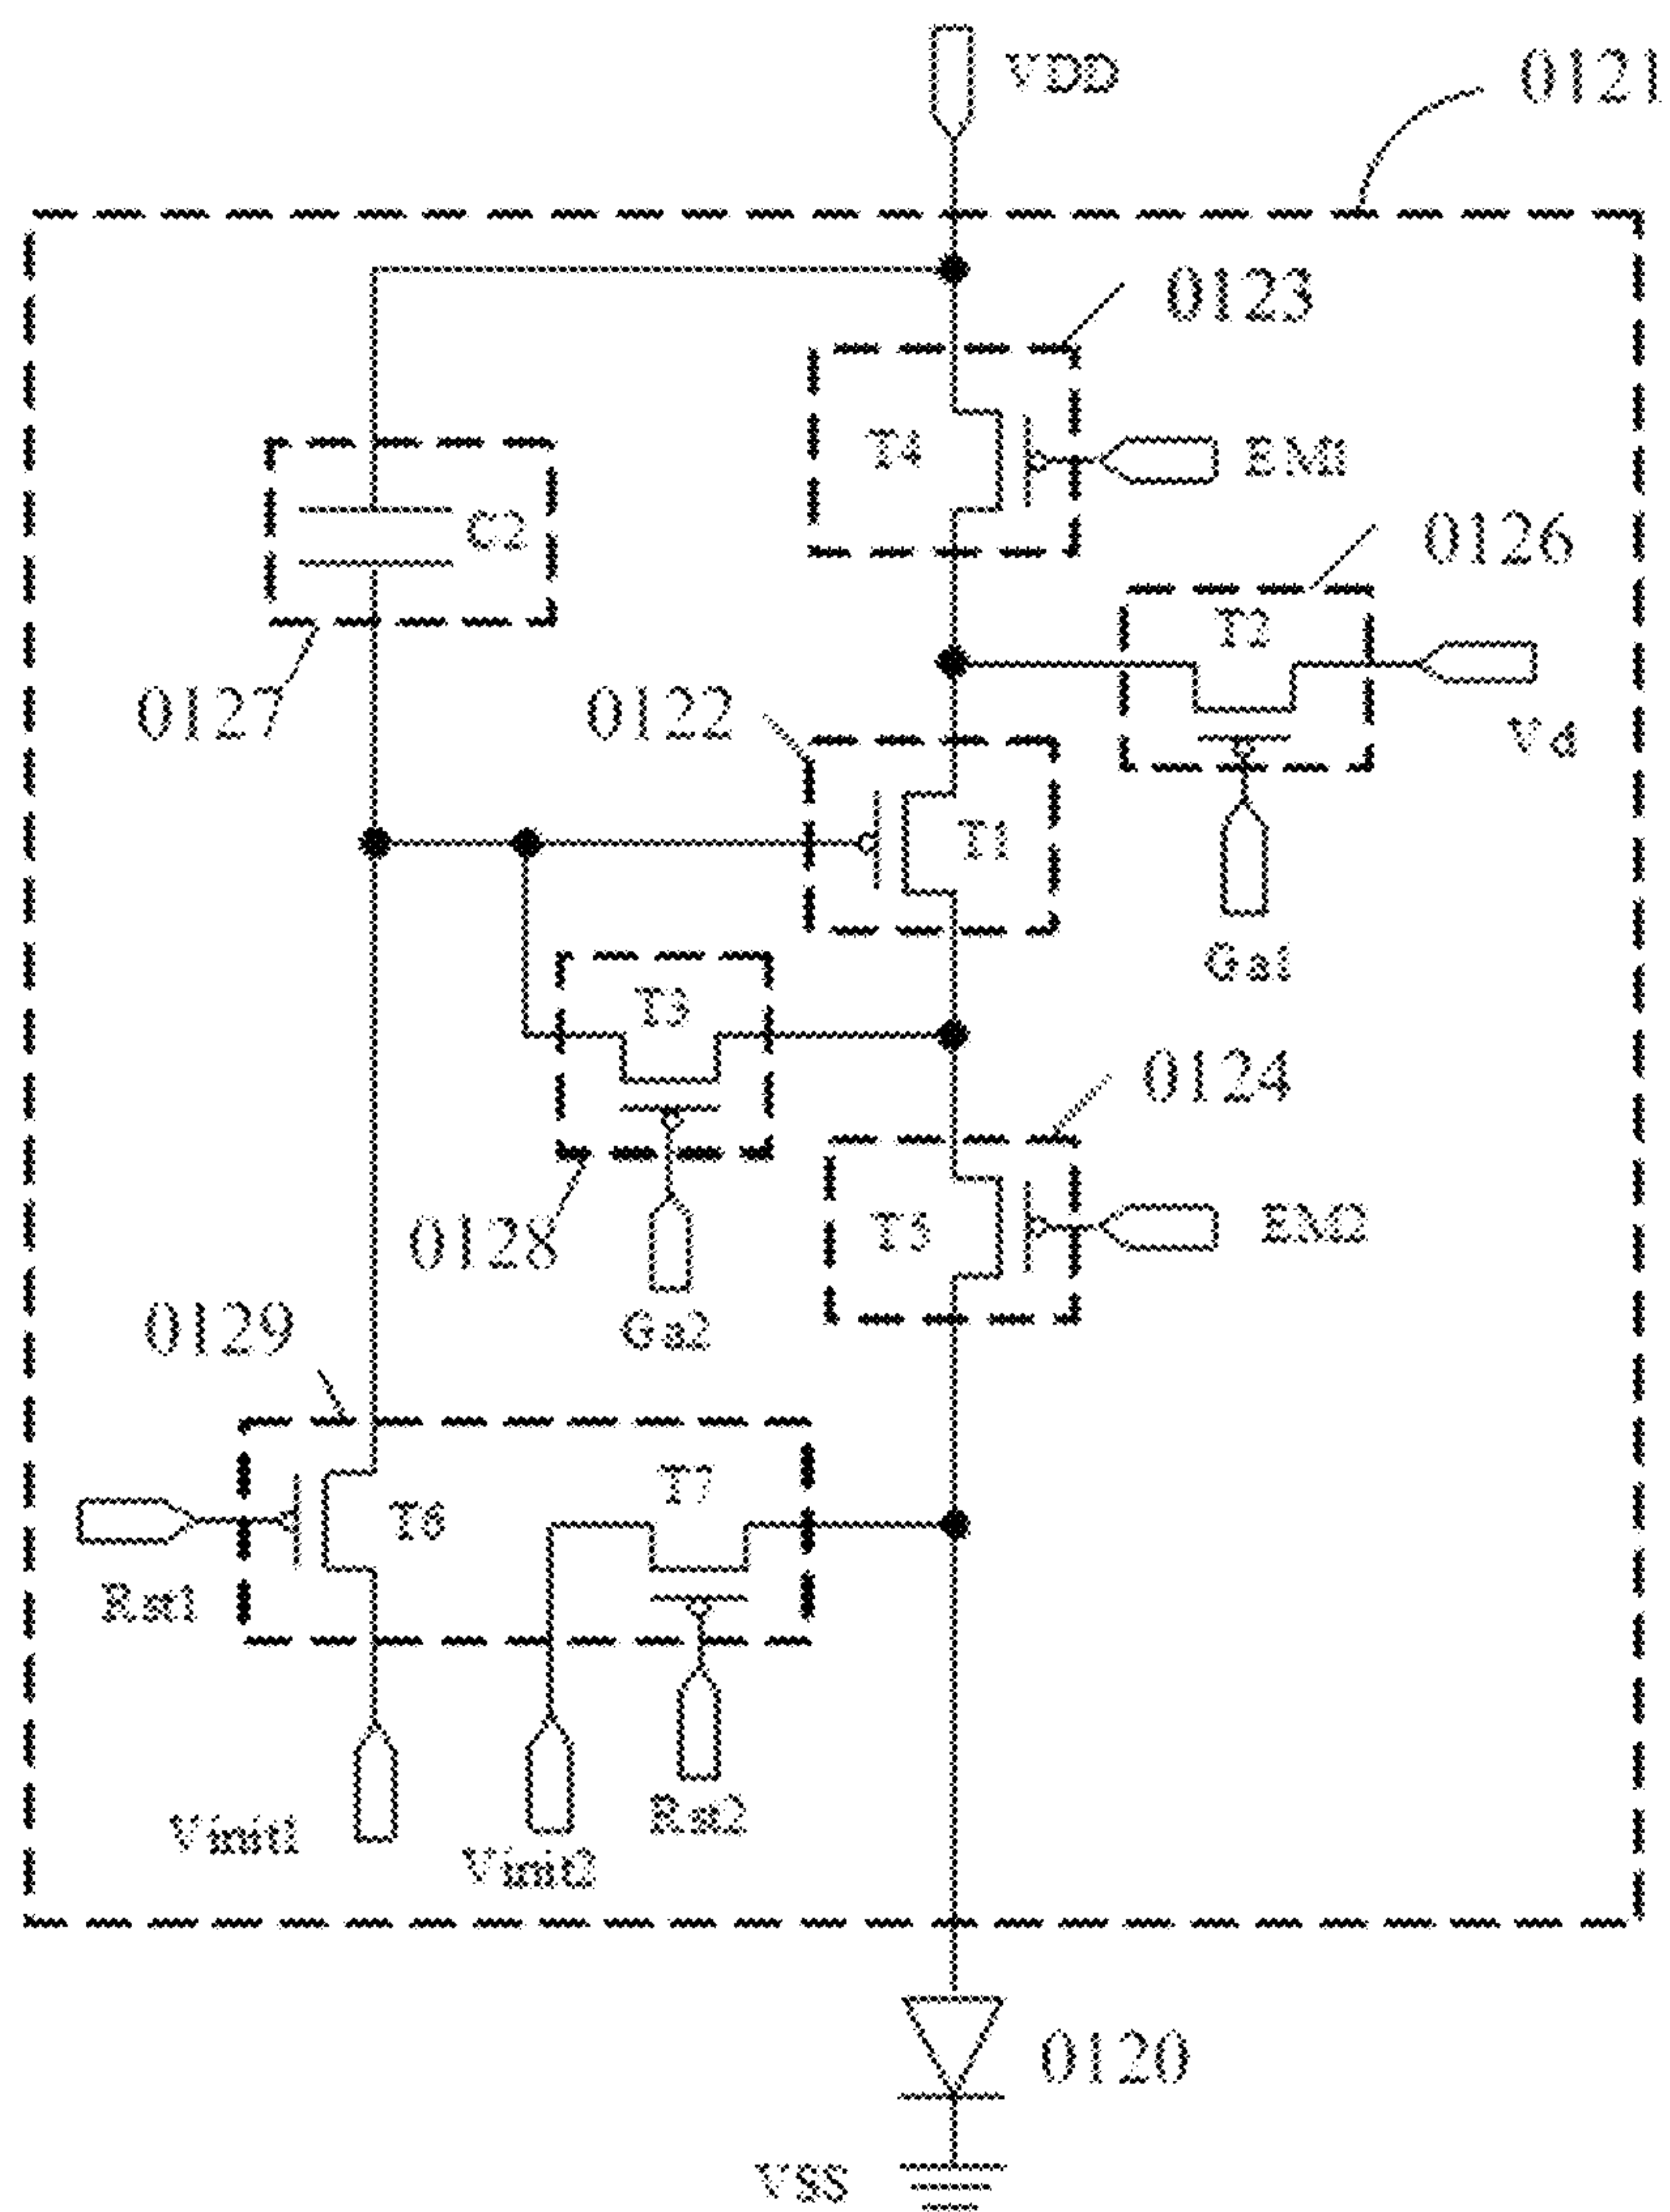 VDD
0121
0123
T4
EM1
C2
0126
T2
0127
0122
Vd
T1
Ga1
T3
0124
0128
T5
EM2
Ga2
0129
T7
T6
Rst1
Rst2
Vinit1
Vinit2
0120
VSS